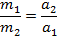 m₁/m₂ = a₂/a₁